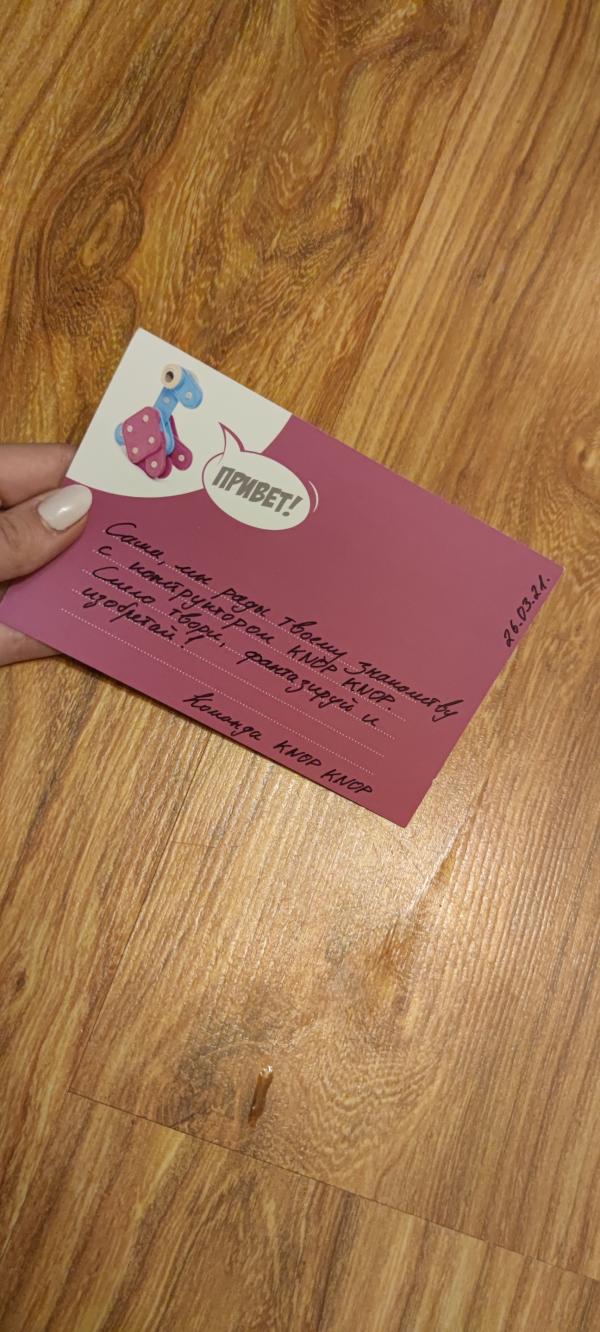 ПРИВЕТ!
26.03.21.
Саша, мы рады твоему знакомству
с конструктором KNOP KNOP.
Смело твори, фантазируй и
изобретай!
Команда KNOP KNOP